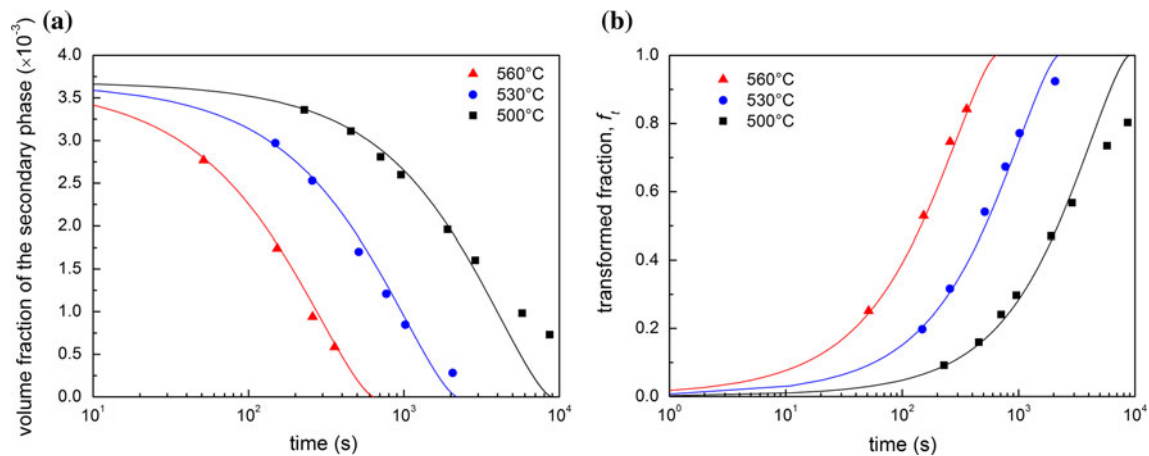 (a)
volume fraction of the secondary phase (×10⁻³)
4.0
3.5
3.0
2.5
2.0
1.5
1.0
0.5
0.0
560°C
530°C
500°C
10¹
10²
10³
10⁴
time (s)
(b)
transformed fraction, fₜ
1.0
0.8
0.6
0.4
0.2
0.0
560°C
530°C
500°C
10⁰
10¹
10²
10³
10⁴
time (s)